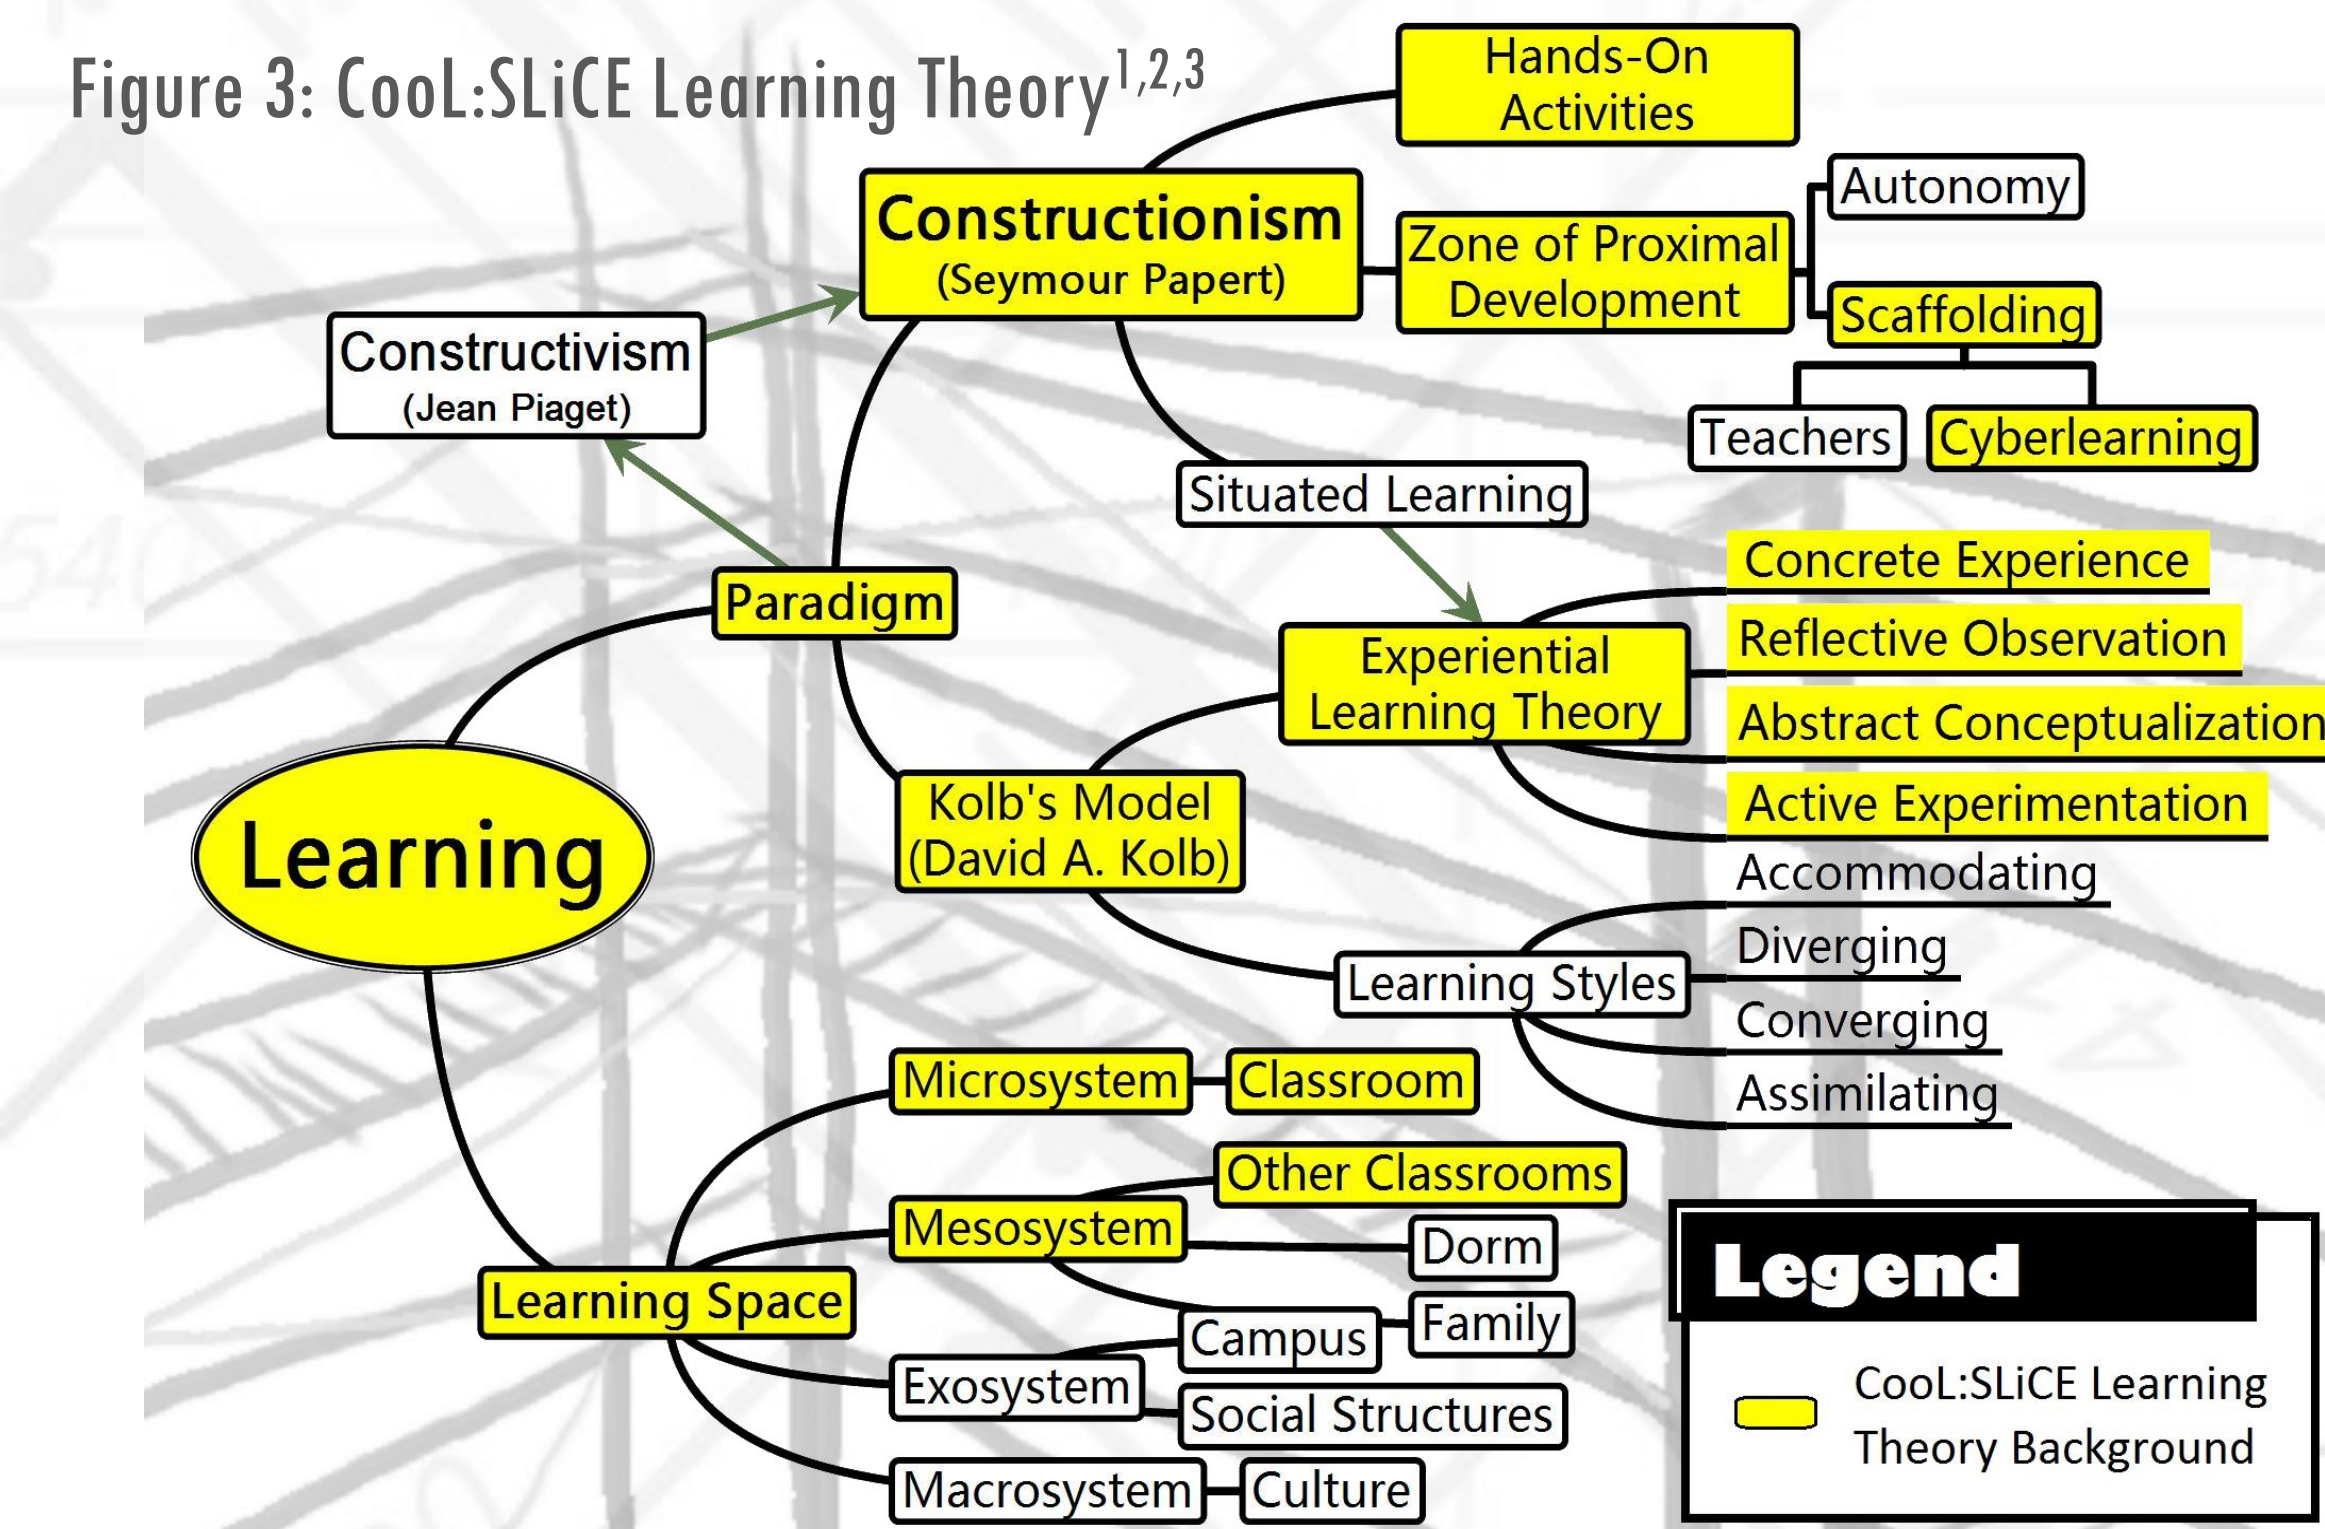 Figure 3: CooL:SLiCE Learning Theory1,2,3
Hands-On
Activities
Constructionism
(Seymour Papert)
Zone of Proximal
Development
Autonomy
Scaffolding
Teachers
Cyberlearning
Constructivism
(Jean Piaget)
Situated Learning
Paradigm
Experiential
Learning Theory
Concrete Experience
Reflective Observation
Abstract Conceptualization
Active Experimentation
Learning
Kolb's Model
(David A. Kolb)
Learning Styles
Accommodating
Diverging
Converging
Assimilating
Learning Space
Microsystem
Classroom
Mesosystem
Other Classrooms
Dorm
Family
Exosystem
Campus
Social Structures
Macrosystem
Culture
Legend
CooL:SLiCE Learning
Theory Background